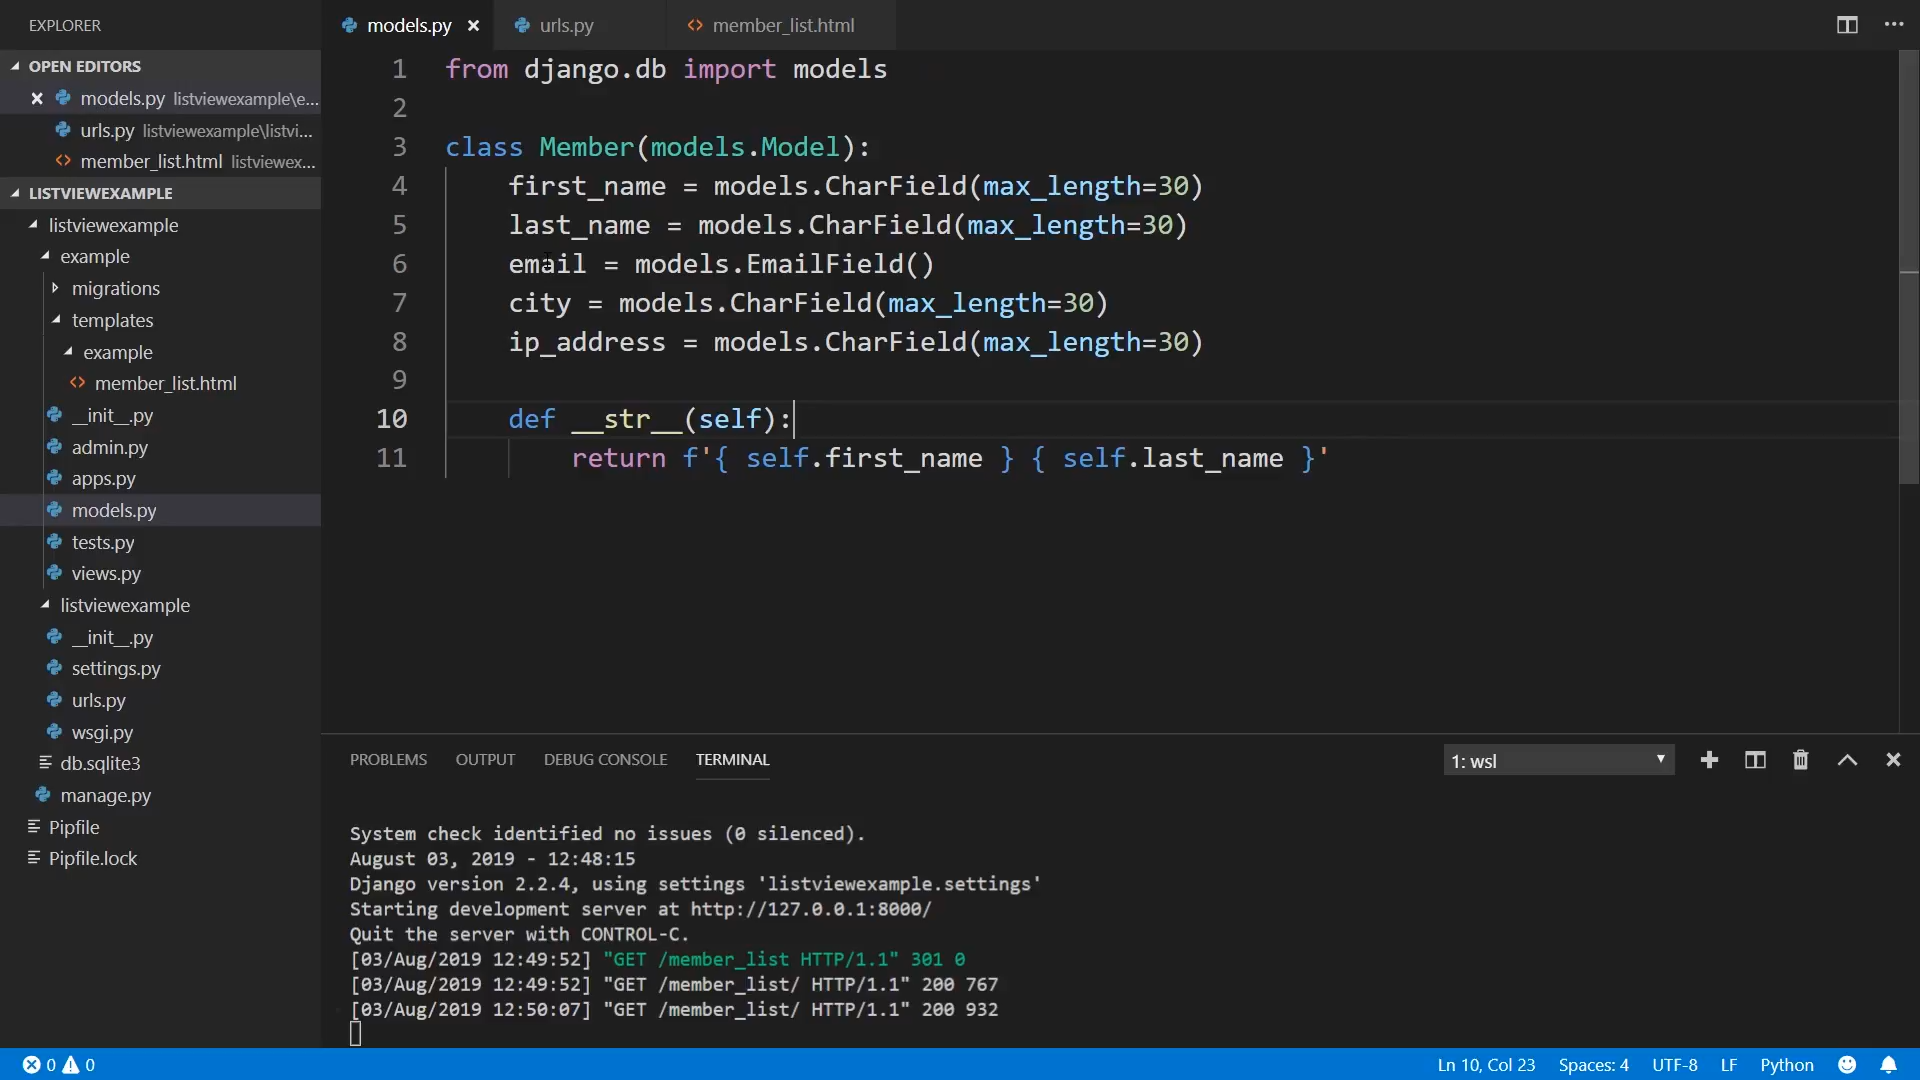 EXPLORER
OPEN EDITORS
models.py listviewexample\e...
urls.py listviewexample\listvi...
member_list.html listviewex...
LISTVIEWEXAMPLE
listviewexample
example
migrations
templates
example
member_list.html
__init__.py
admin.py
apps.py
models.py
tests.py
views.py
listviewexample
__init__.py
settings.py
urls.py
wsgi.py
db.sqlite3
manage.py
Pipfile
Pipfile.lock
models.py urls.py member_list.html
1 from django.db import models
2
3 class Member(models.Model):
4 first_name = models.CharField(max_length=30)
5 last_name = models.CharField(max_length=30)
6 email = models.EmailField()
7 city = models.CharField(max_length=30)
8 ip_address = models.CharField(max_length=30)
9
10 def __str__(self):
11 return f'{ self.first_name } { self.last_name }'
PROBLEMS OUTPUT DEBUG CONSOLE TERMINAL 1: wsl
System check identified no issues (0 silenced).
August 03, 2019 - 12:48:15
Django version 2.2.4, using settings 'listviewexample.settings'
Starting development server at http://127.0.0.1:8000/
Quit the server with CONTROL-C.
[03/Aug/2019 12:49:52] "GET /member_list HTTP/1.1" 301 0
[03/Aug/2019 12:49:52] "GET /member_list/ HTTP/1.1" 200 767
[03/Aug/2019 12:50:07] "GET /member_list/ HTTP/1.1" 200 932
0 0 Ln 10, Col 23 Spaces: 4 UTF-8 LF Python